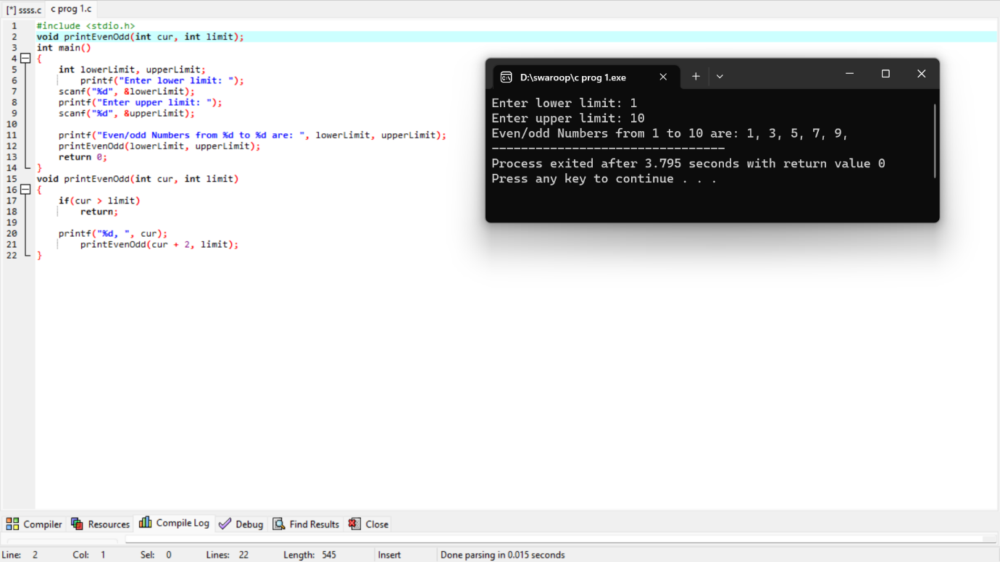 [*] ssss.c  c prog 1.c
1 #include <stdio.h>
2 void printEvenOdd(int cur, int limit);
3 int main()
4 {
5     int lowerLimit, upperLimit;
6         printf("Enter lower limit: ");
7     scanf("%d", &lowerLimit);
8     printf("Enter upper limit: ");
9     scanf("%d", &upperLimit);
10
11     printf("Even/odd Numbers from %d to %d are: ", lowerLimit, upperLimit);
12     printEvenOdd(lowerLimit, upperLimit);
13     return 0;
14 }
15 void printEvenOdd(int cur, int limit)
16 {
17     if(cur > limit)
18         return;
19
20     printf("%d, ", cur);
21         printEvenOdd(cur + 2, limit);
22 }
D:\swaroop\c prog 1.exe
Enter lower limit: 1
Enter upper limit: 10
Even/odd Numbers from 1 to 10 are: 1, 3, 5, 7, 9,
--------------------------------
Process exited after 3.795 seconds with return value 0
Press any key to continue . . .
Compiler  Resources  Compile Log  Debug  Find Results  Close
Line: 2  Col: 1  Sel: 0  Lines: 22  Length: 545  Insert  Done parsing in 0.015 seconds